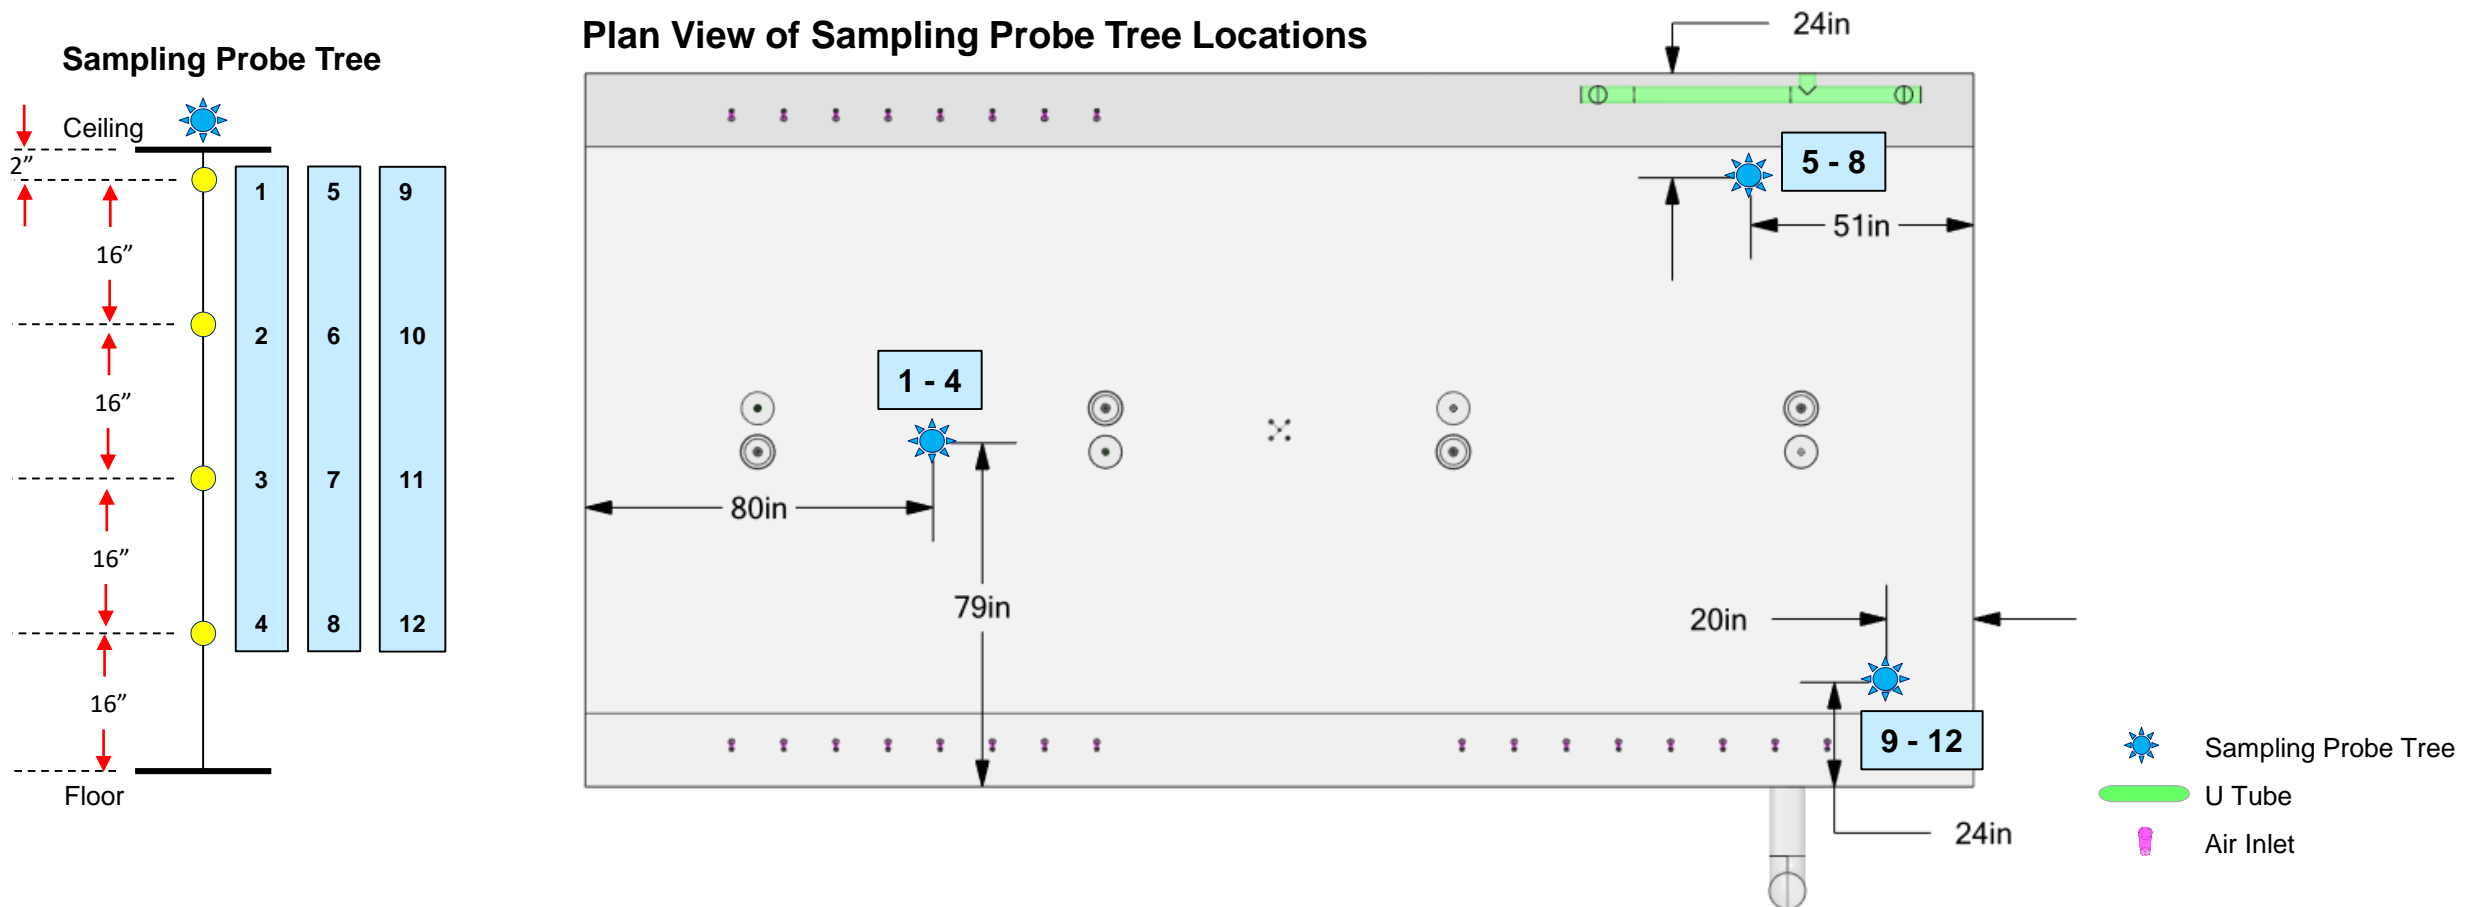 Sampling Probe Tree
Ceiling
2”
16”
16”
16”
16”
Floor
1 5 9
2 6 10
3 7 11
4 8 12
Plan View of Sampling Probe Tree Locations
24in
5 - 8
51in
1 - 4
80in
79in
20in
9 - 12
24in
Sampling Probe Tree
U Tube
Air Inlet